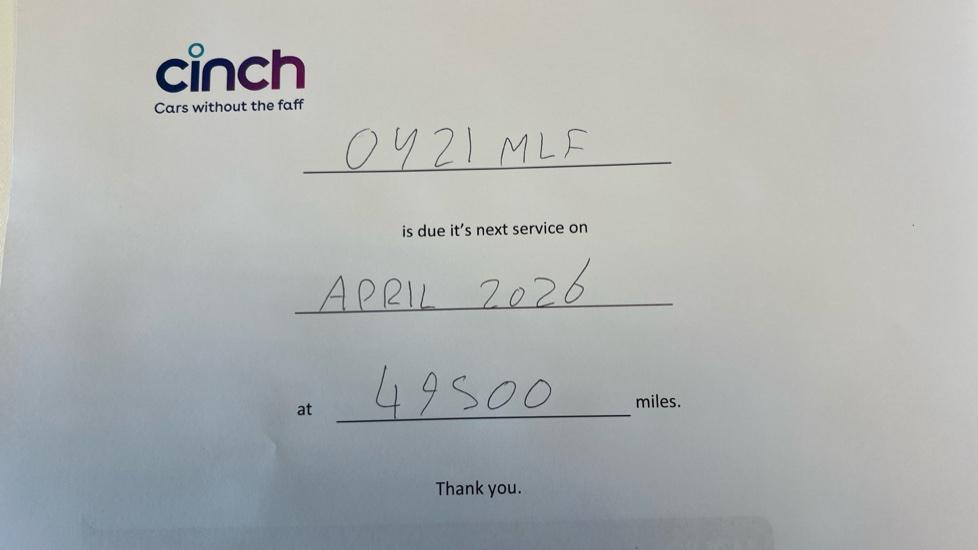 cinch
Cars without the faff
OY21 MLF
is due it's next service on
APRIL 2026
at 49500 miles.
Thank you.